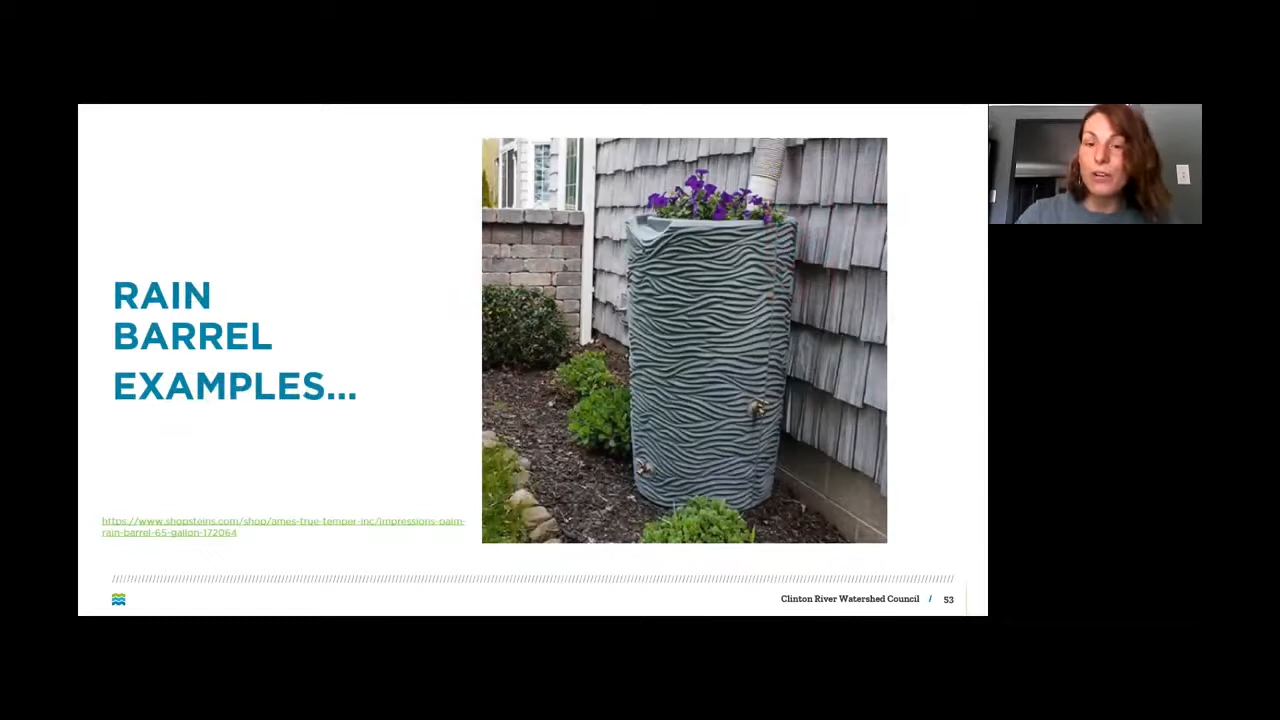 RAIN
BARREL
EXAMPLES...
https://www.shopsteins.com/shop/ames-true-temper-inc/impressions-palm-
rain-barrel-65-gallon-172064
Clinton River Watershed Council / 53